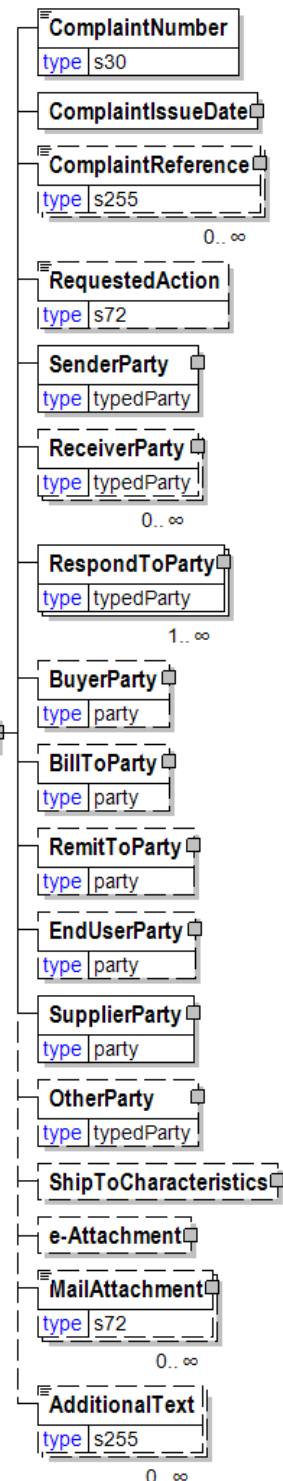 ComplaintNumber
type s30
ComplaintIssueDate
ComplaintReference
type s255
0..∞
RequestedAction
type s72
SenderParty
type typedParty
ReceiverParty
type typedParty
0..∞
RespondToParty
type typedParty
1..∞
BuyerParty
type party
BillToParty
type party
RemitToParty
type party
EndUserParty
type party
SupplierParty
type party
OtherParty
type typedParty
ShipToCharacteristics
e-Attachment
MailAttachment
type s72
0..∞
AdditionalText
type s255
0..∞